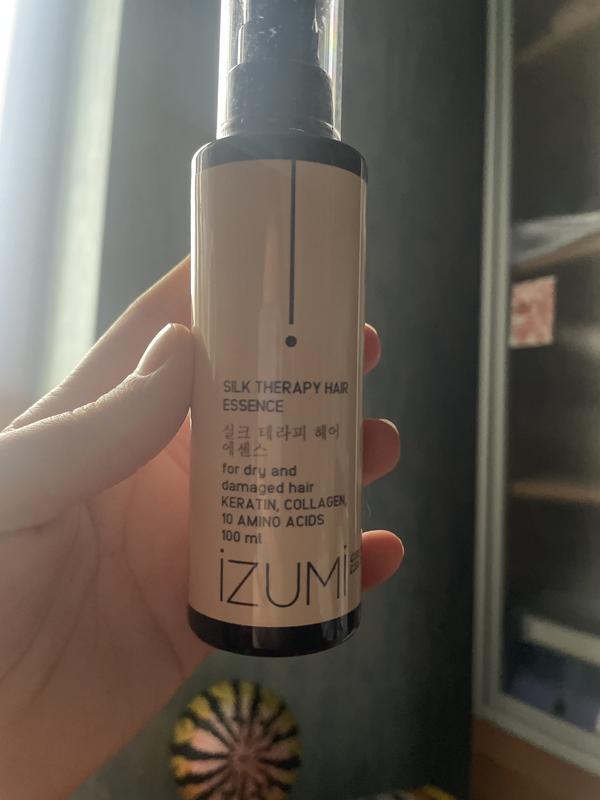 SILK THERAPY HAIR
ESSENCE
실크 테라피 헤어
에센스
for dry and
damaged hair
KERATIN, COLLAGEN,
10 AMINO ACIDS
100 ml
iZUMi